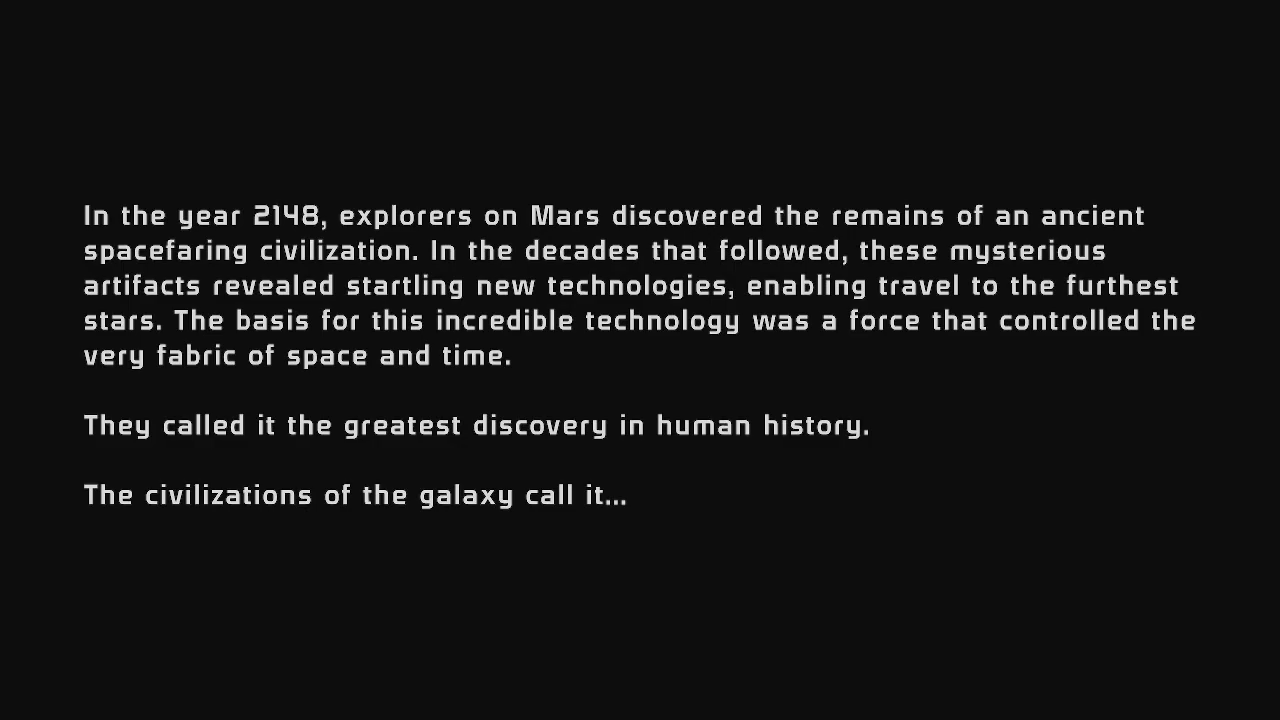 In the year 2148, explorers on Mars discovered the remains of an ancient
spacefaring civilization. In the decades that followed, these mysterious
artifacts revealed startling new technologies, enabling travel to the furthest
stars. The basis for this incredible technology was a force that controlled the
very fabric of space and time.
They called it the greatest discovery in human history.
The civilizations of the galaxy call it...